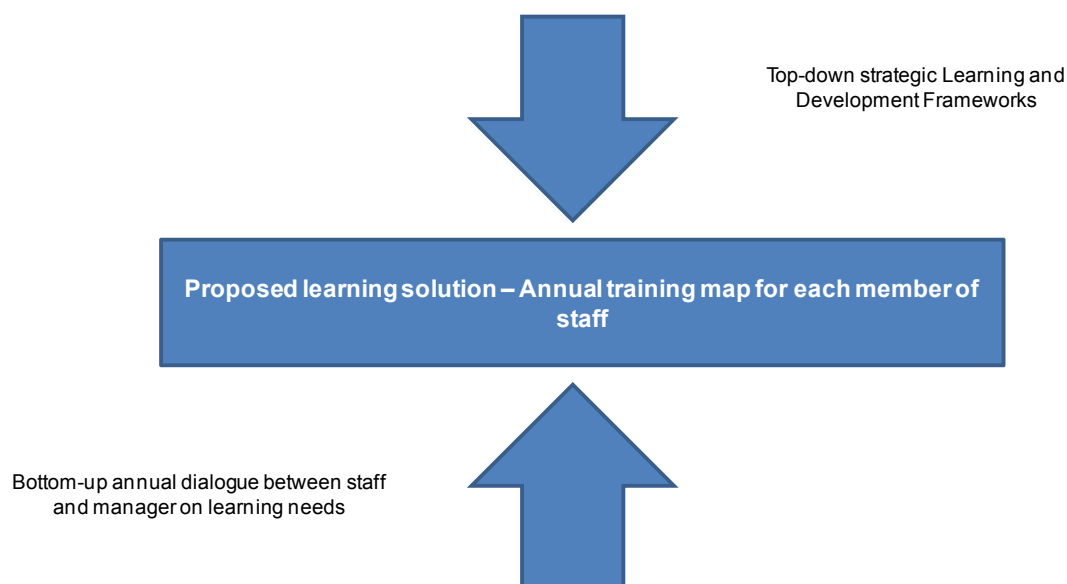 Top-down strategic Learning and
Development Frameworks
Proposed learning solution – Annual training map for each member of
staff
Bottom-up annual dialogue between staff
and manager on learning needs